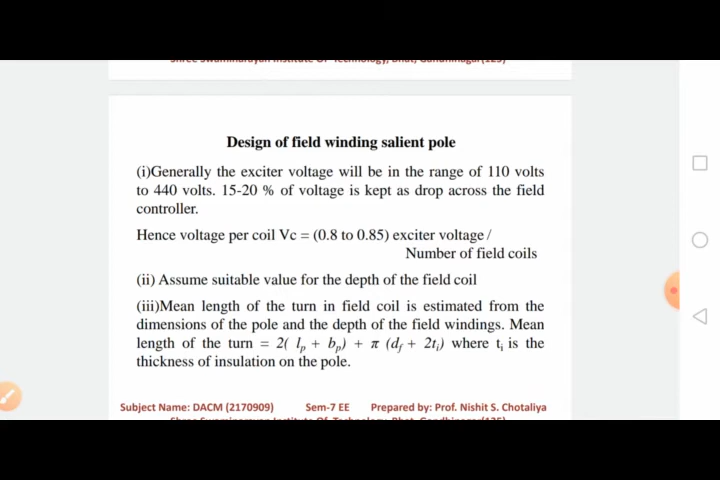 Design of field winding salient pole
(i)Generally the exciter voltage will be in the range of 110 volts
to 440 volts. 15-20 % of voltage is kept as drop across the field
controller.
Hence voltage per coil Vc = (0.8 to 0.85) exciter voltage /
Number of field coils
(ii) Assume suitable value for the depth of the field coil
(iii)Mean length of the turn in field coil is estimated from the
dimensions of the pole and the depth of the field windings. Mean
length of the turn = 2( lp + bp) + π (df + 2ti) where ti is the
thickness of insulation on the pole.
Subject Name: DACM (2170909) Sem-7 EE Prepared by: Prof. Nishit S. Chotaliya